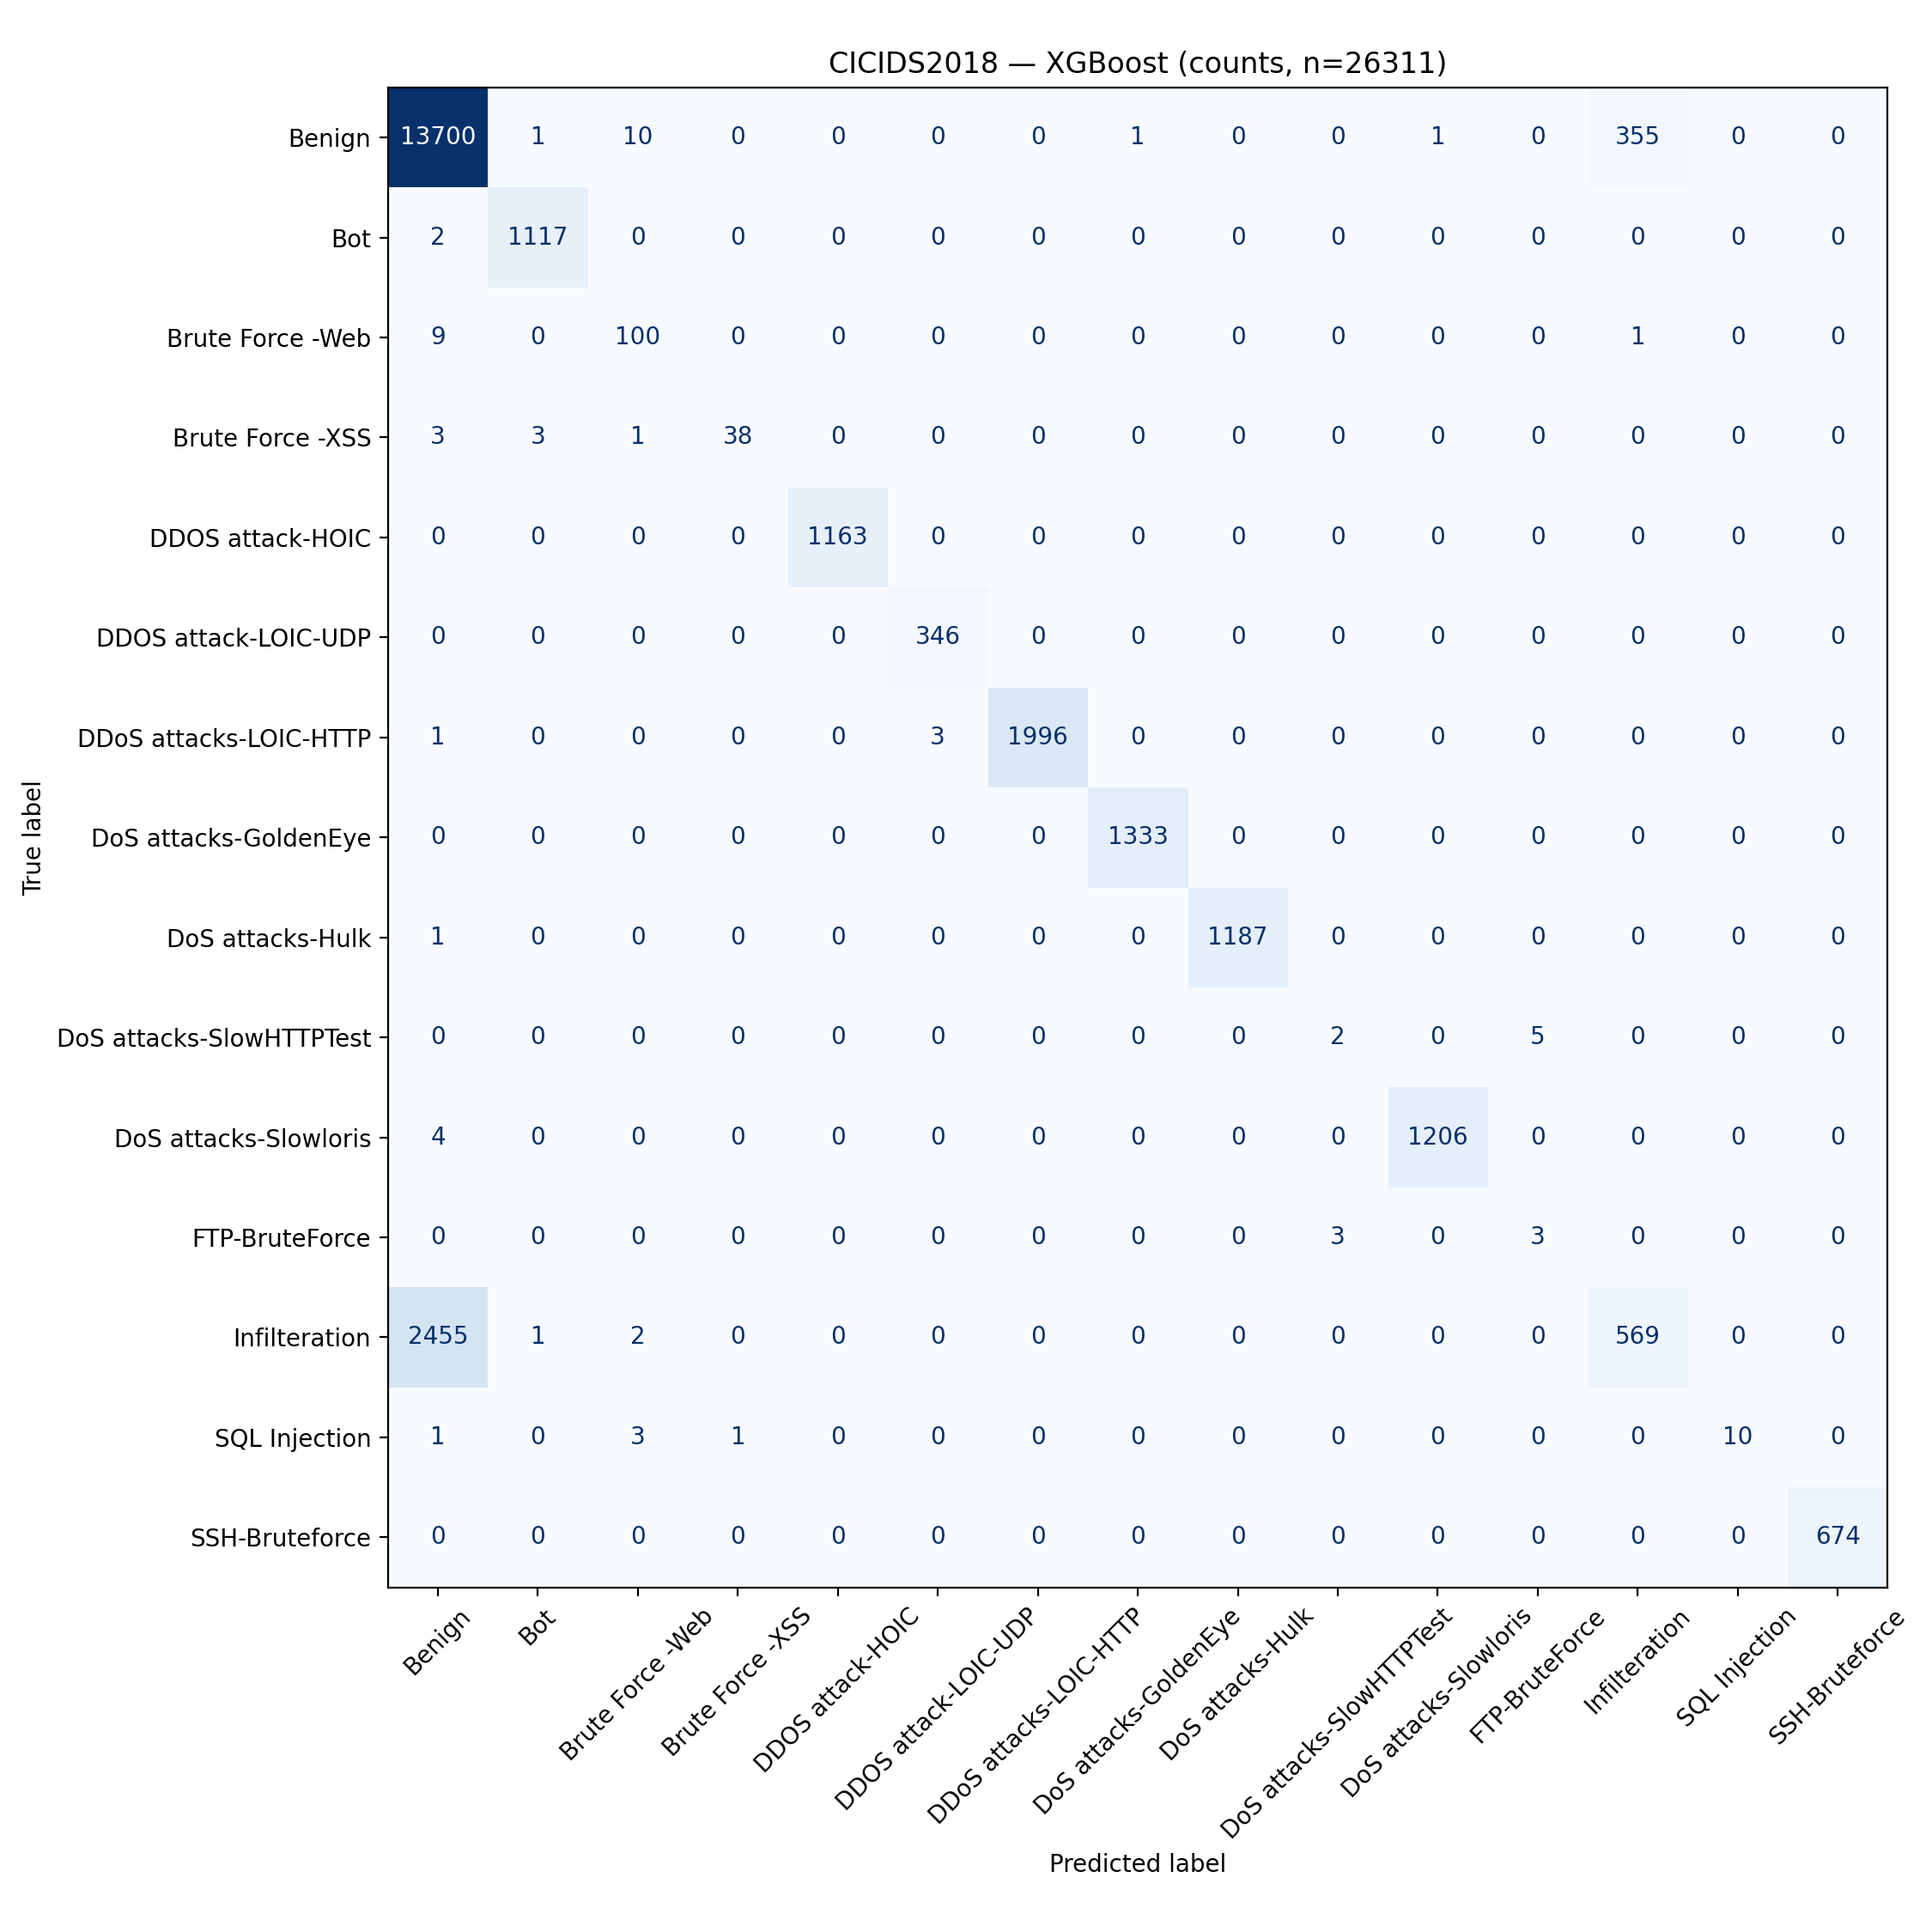 CICIDS2018 — XGBoost (counts, n=26311)
Benign 13700 1 10 0 0 0 0 1 0 0 1 0 355 0 0
Bot 2 1117 0 0 0 0 0 0 0 0 0 0 0 0 0
Brute Force -Web 9 0 100 0 0 0 0 0 0 0 0 0 1 0 0
Brute Force -XSS 3 3 1 38 0 0 0 0 0 0 0 0 0 0 0
DDOS attack-HOIC 0 0 0 0 1163 0 0 0 0 0 0 0 0 0 0
DDOS attack-LOIC-UDP 0 0 0 0 0 346 0 0 0 0 0 0 0 0 0
DDoS attacks-LOIC-HTTP 1 0 0 0 0 3 1996 0 0 0 0 0 0 0 0
DoS attacks-GoldenEye 0 0 0 0 0 0 0 1333 0 0 0 0 0 0 0
DoS attacks-Hulk 1 0 0 0 0 0 0 0 1187 0 0 0 0 0 0
DoS attacks-SlowHTTPTest 0 0 0 0 0 0 0 0 0 2 0 5 0 0 0
DoS attacks-Slowloris 4 0 0 0 0 0 0 0 0 0 1206 0 0 0 0
FTP-BruteForce 0 0 0 0 0 0 0 0 0 3 0 3 0 0 0
Infilteration 2455 1 2 0 0 0 0 0 0 0 0 0 569 0 0
SQL Injection 1 0 3 1 0 0 0 0 0 0 0 0 0 10 0
SSH-Bruteforce 0 0 0 0 0 0 0 0 0 0 0 0 0 0 674
True label
Benign
Bot
Brute Force -Web
Brute Force -XSS
DDOS attack-HOIC
DDOS attack-LOIC-UDP
DDoS attacks-LOIC-HTTP
DoS attacks-GoldenEye
DoS attacks-Hulk
DoS attacks-SlowHTTPTest
DoS attacks-Slowloris
FTP-BruteForce
Infilteration
SQL Injection
SSH-Bruteforce
Predicted label